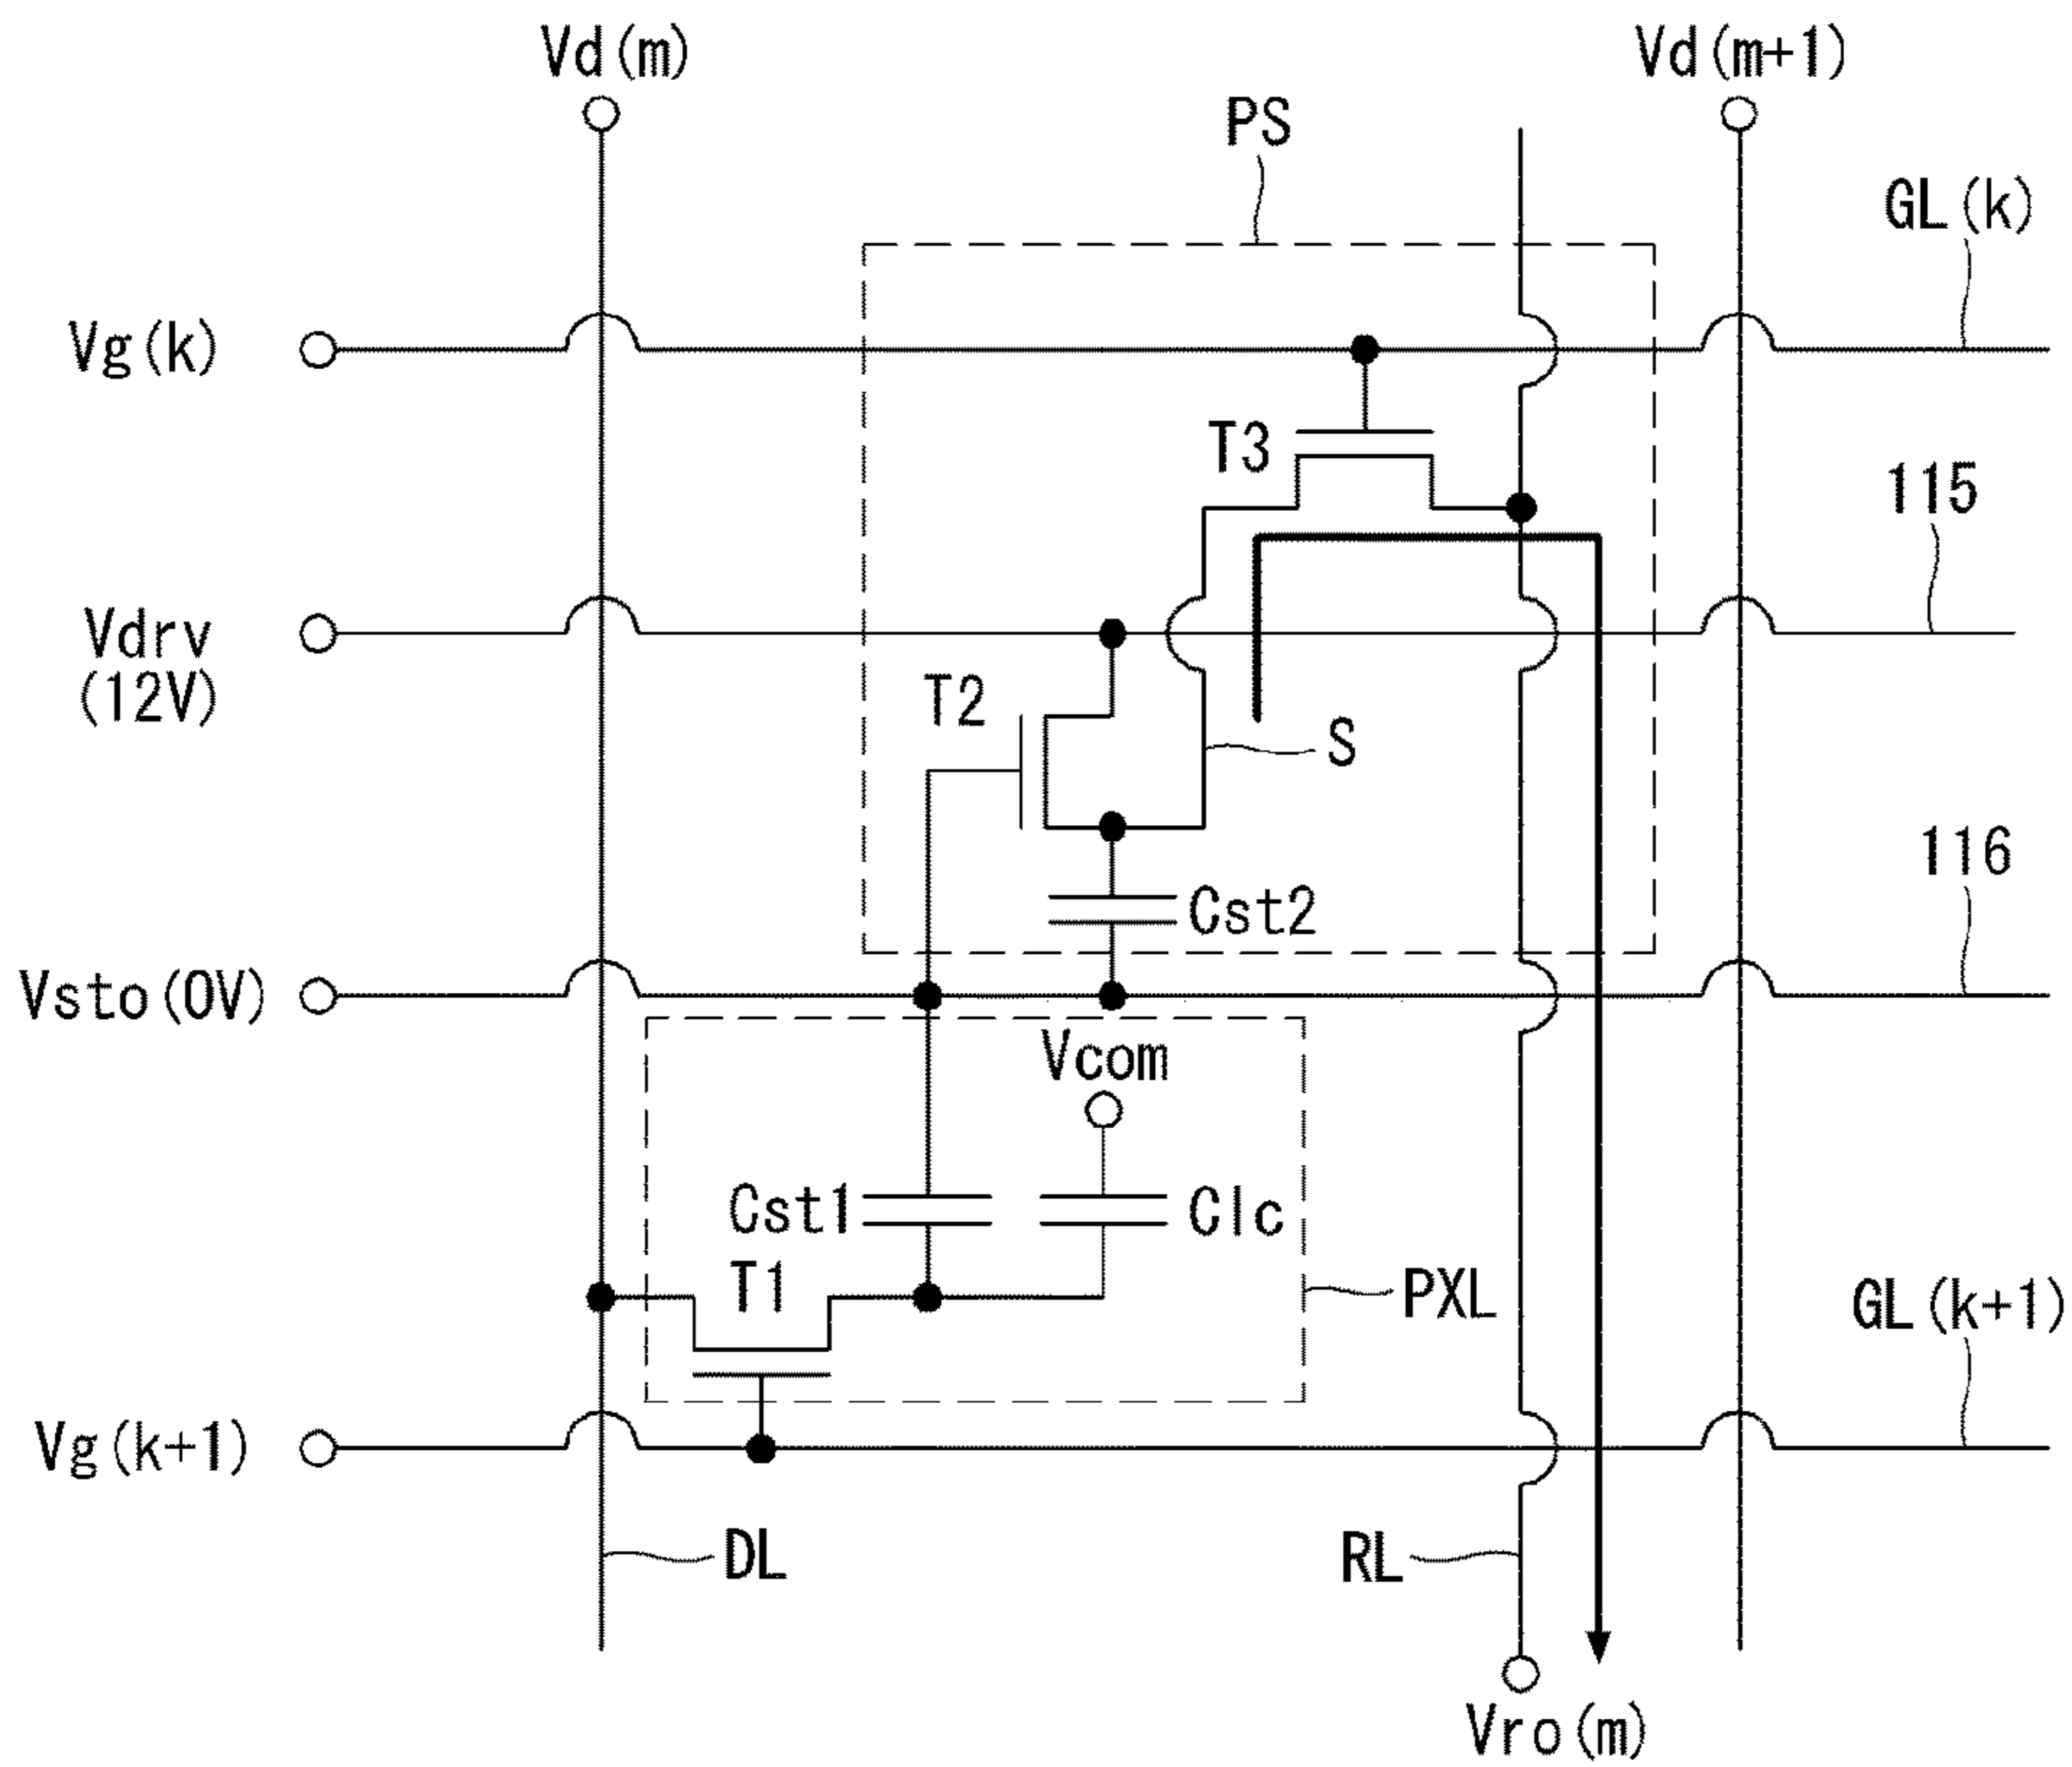 Vd(m)
Vd(m+1)
PS
GL(k)
Vg(k)
T3
115
Vdrv
(12V)
T2
S
116
Cst2
Vsto(0V)
Vcom
Cst1
Clc
T1
PXL
GL(k+1)
Vg(k+1)
DL
RL
Vro(m)